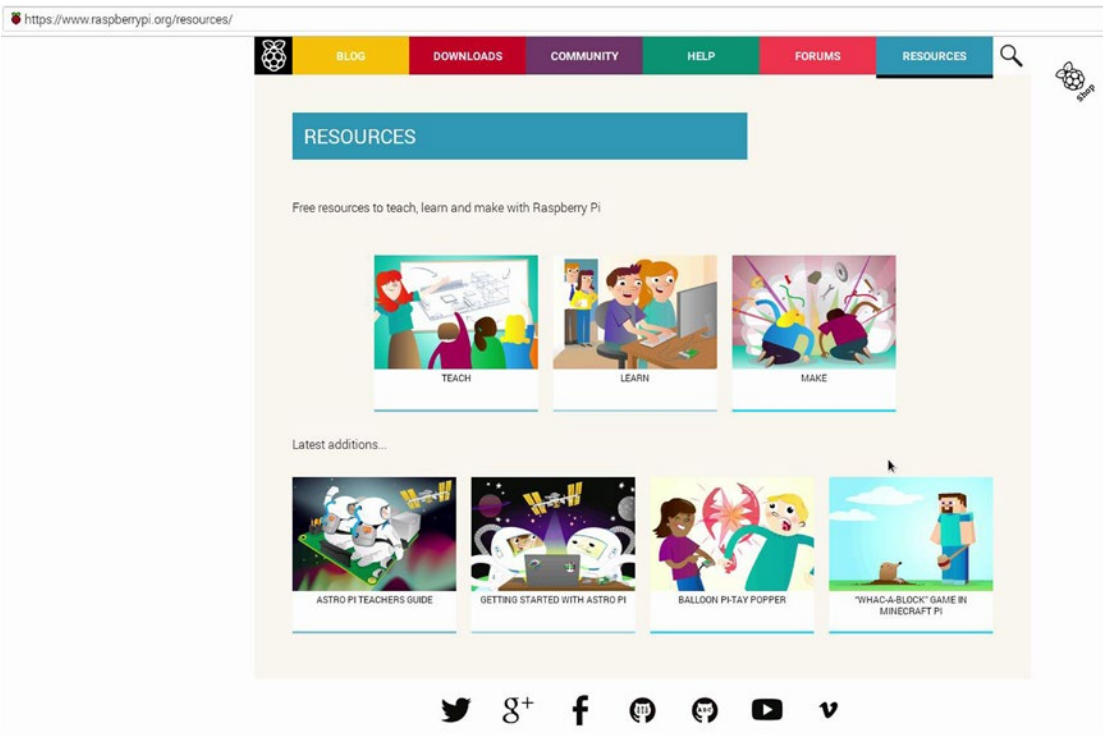 https://www.raspberrypi.org/resources/
BLOG
DOWNLOADS
COMMUNITY
HELP
FORUMS
RESOURCES
Shop
RESOURCES
Free resources to teach, learn and make with Raspberry Pi
TEACH
LEARN
MAKE
Latest additions...
ASTRO PI TEACHERS GUIDE
GETTING STARTED WITH ASTRO PI
BALLOON PI-TAY POPPER
"WHAC-A-BLOCK" GAME IN
MINECRAFT PI
g+
f